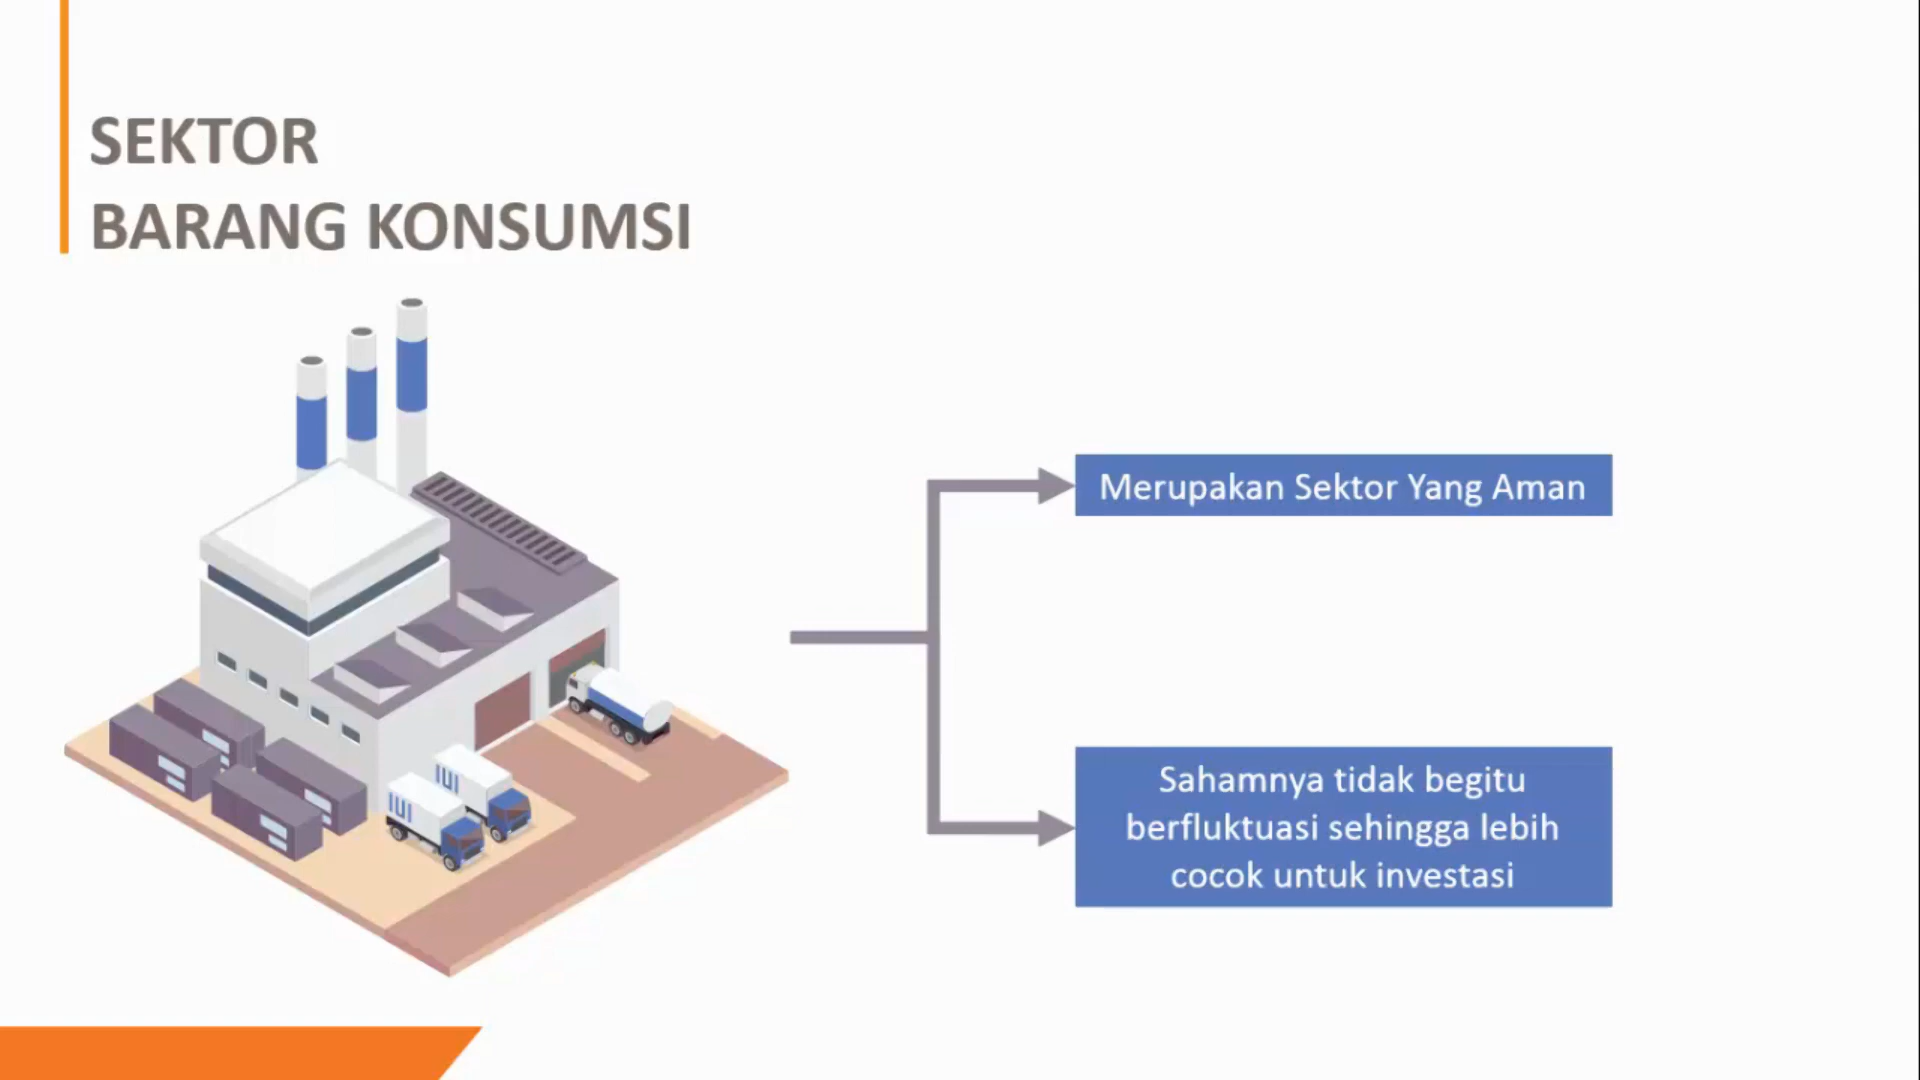 SEKTOR
BARANG KONSUMSI
Merupakan Sektor Yang Aman
Sahamnya tidak begitu
berfluktuasi sehingga lebih
cocok untuk investasi